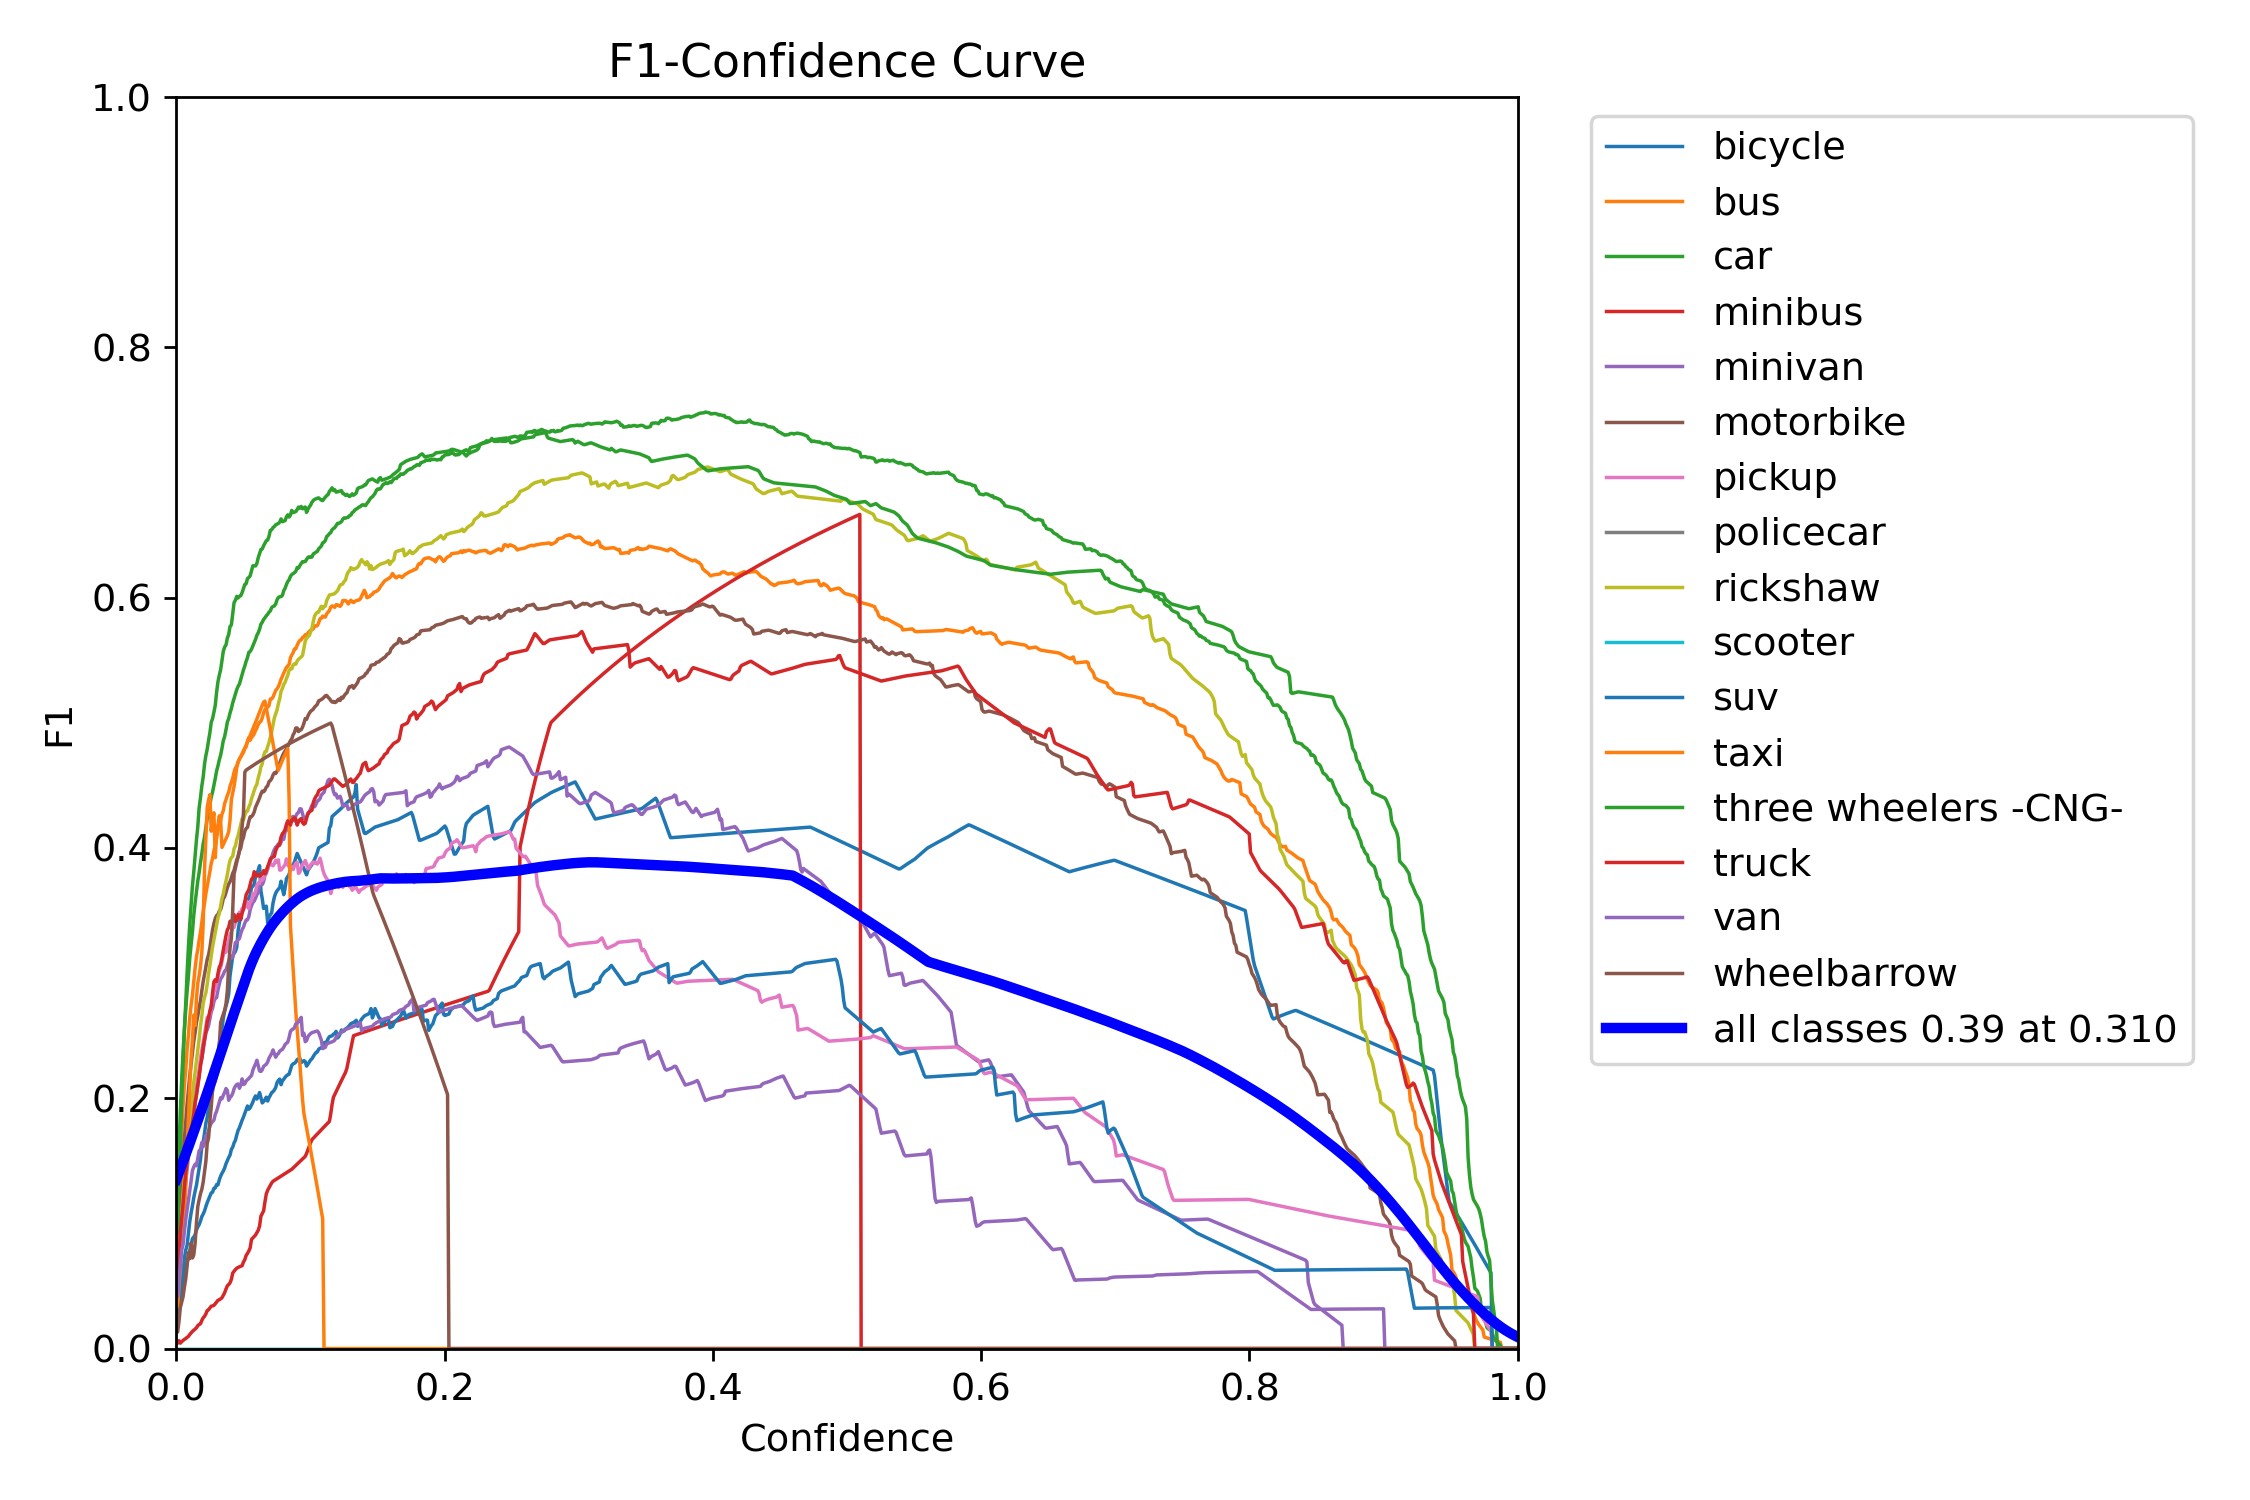 F1-Confidence Curve
1.0
0.8
0.6
0.4
0.2
0.0
F1
0.0 0.2 0.4 0.6 0.8 1.0
Confidence
bicycle
bus
car
minibus
minivan
motorbike
pickup
policecar
rickshaw
scooter
suv
taxi
three wheelers -CNG-
truck
van
wheelbarrow
all classes 0.39 at 0.310